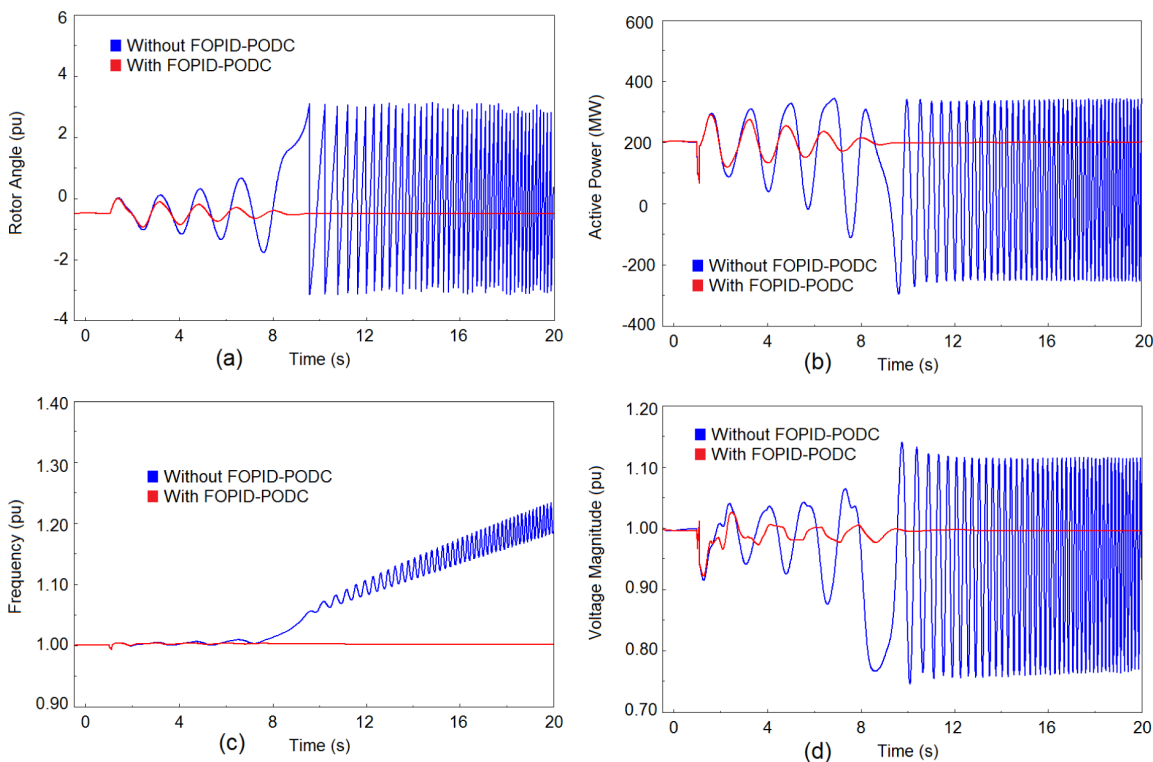 6
4
2
0
-2
-4
Rotor Angle (pu)
Without FOPID-PODC
With FOPID-PODC
0 4 8 12 16 20
(a)
Time (s)
600
400
200
0
-200
-400
Active Power (MW)
Without FOPID-PODC
With FOPID-PODC
0 4 8 12 16 20
(b)
Time (s)
1.40
1.30
1.20
1.10
1.00
0.90
Frequency (pu)
Without FOPID-PODC
With FOPID-PODC
0 4 8 12 16 20
(c)
Time (s)
1.20
1.10
1.00
0.90
0.80
0.70
Voltage Magnitude (pu)
Without FOPID-PODC
With FOPID-PODC
0 4 8 12 16 20
(d)
Time (s)